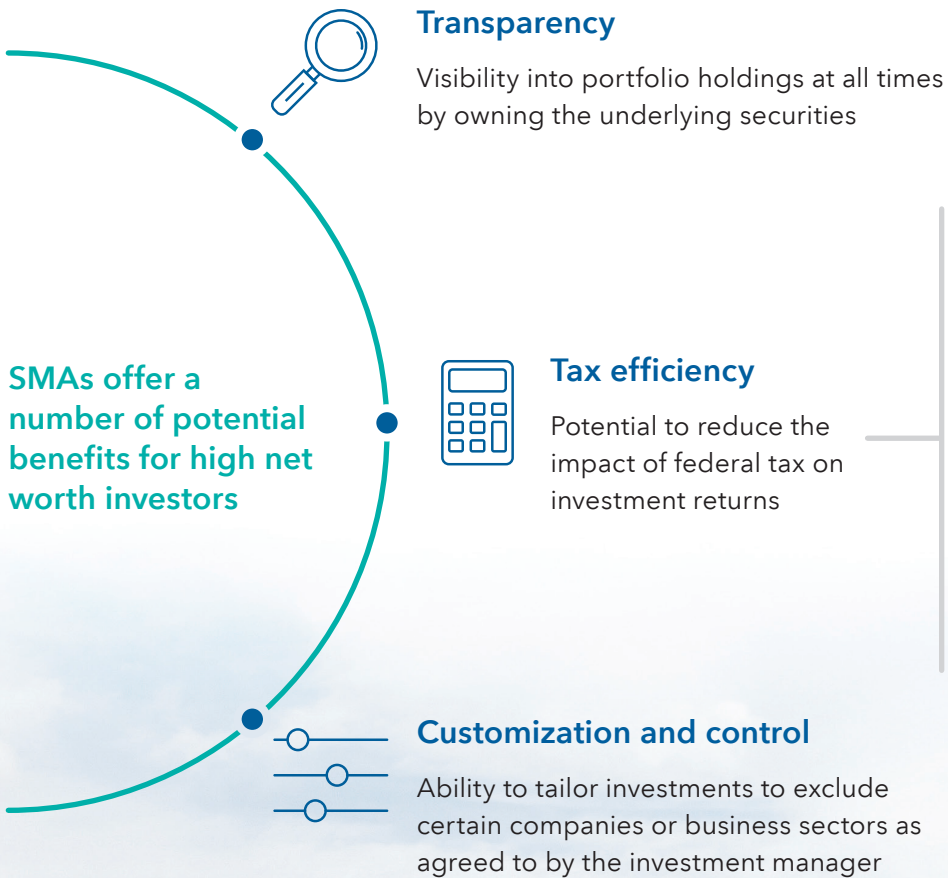 Transparency
Visibility into portfolio holdings at all times
by owning the underlying securities
SMAs offer a
number of potential
benefits for high net
worth investors
Tax efficiency
Potential to reduce the
impact of federal tax on
investment returns
Customization and control
Ability to tailor investments to exclude
certain companies or business sectors as
agreed to by the investment manager